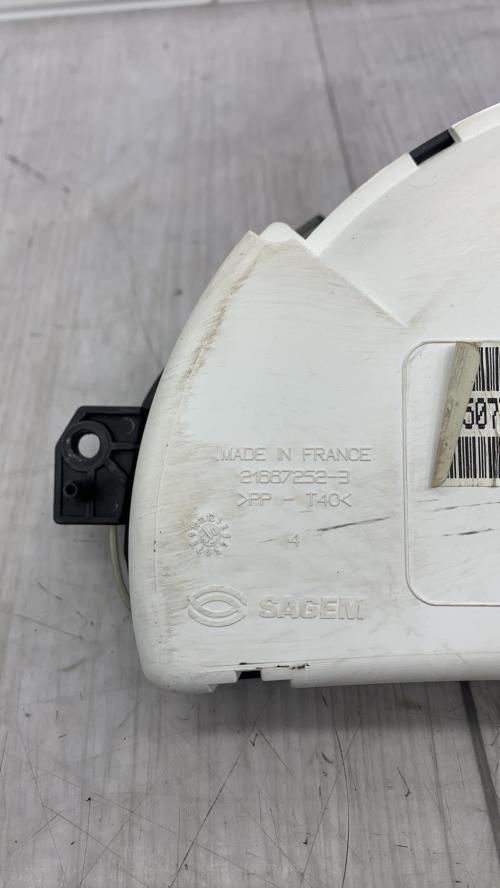 MADE IN FRANCE
21667252-3
>PP - T40<
4
SAGEM